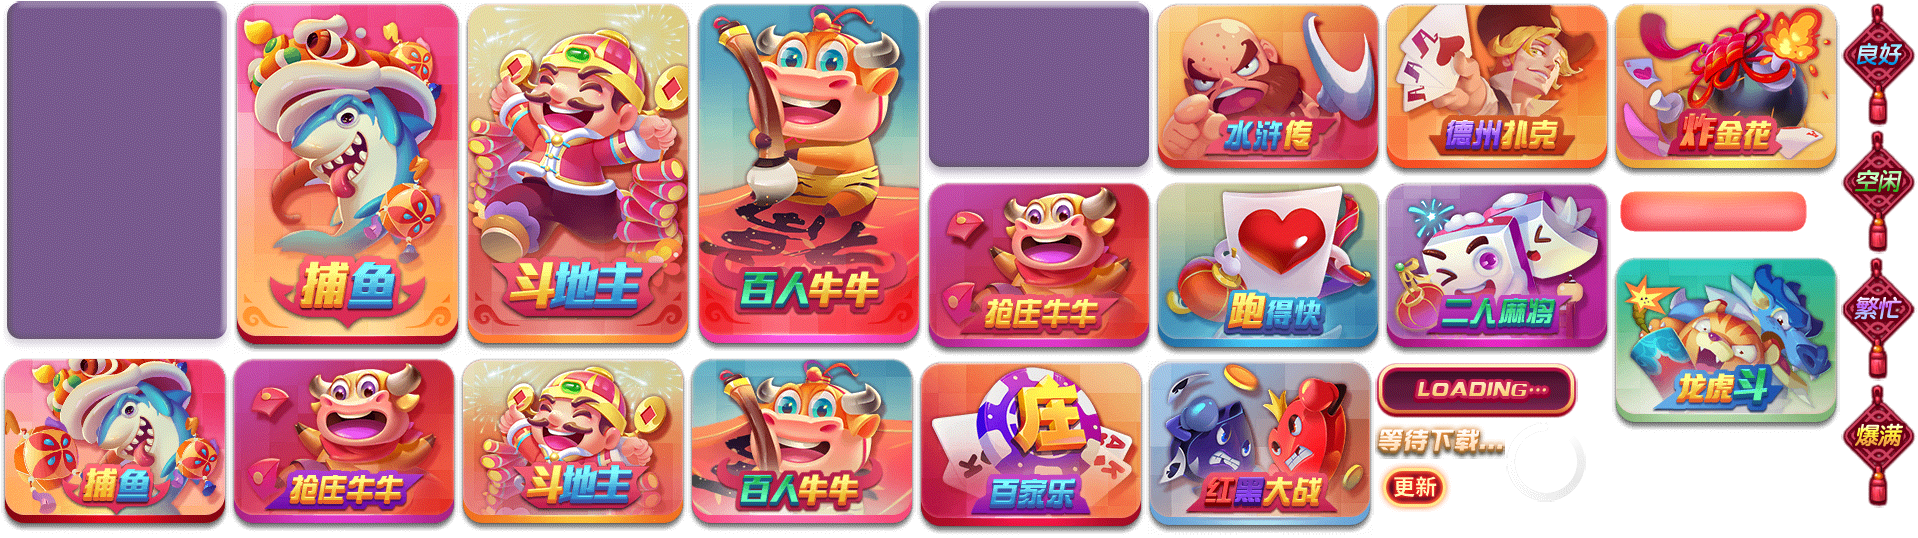 捕鱼
斗地主
百人牛牛
水浒传
德州扑克
炸金花
良好
抢庄牛牛
跑得快
二人麻将
空闲
龙虎斗
繁忙
捕鱼
抢庄牛牛
斗地主
百人牛牛
庄
A
K
K
百家乐
红黑大战
LOADING···
等待下载...
更新
爆满